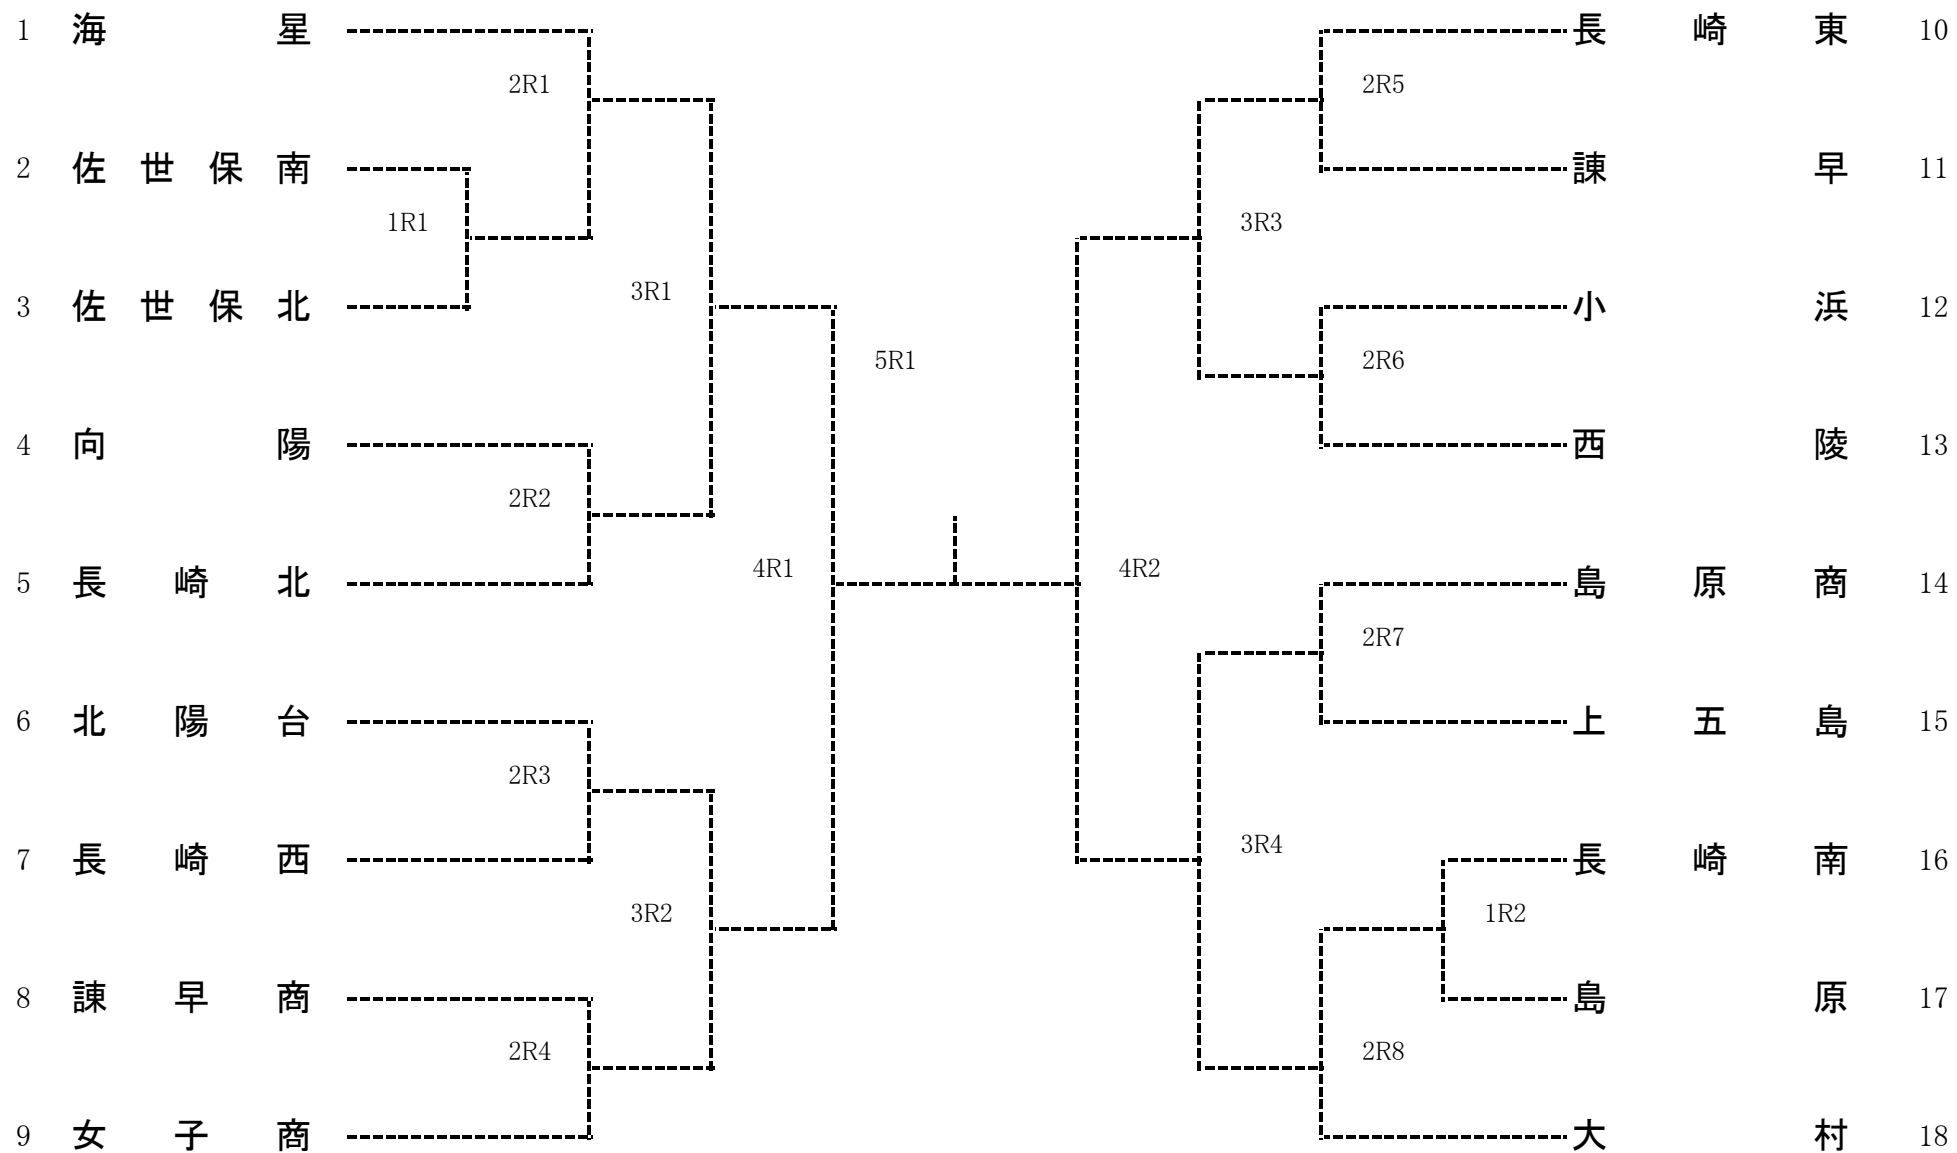 1 海星
長崎東 10
2R1
2R5
2 佐世保南
諫早 11
1R1
3R3
3R1
3 佐世保北
小浜 12
5R1
2R6
4 向陽
西陵 13
2R2
4R1
4R2
5 長崎北
島原商 14
2R7
6 北陽台
上五島 15
2R3
3R4
7 長崎西
長崎南 16
3R2
1R2
8 諫早商
島原 17
2R4
2R8
9 女子商
大村 18